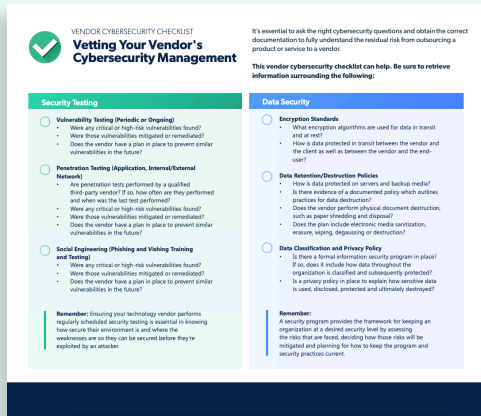 VENDOR CYBERSECURITY CHECKLIST
Vetting Your Vendor's
Cybersecurity Management
It's essential to ask the right cybersecurity questions and obtain the correct
documentation to fully understand the residual risk from outsourcing a
product or service to a vendor.
This vendor cybersecurity checklist can help. Be sure to retrieve
information surrounding the following:
Security Testing
Vulnerability Testing (Periodic or Ongoing)
• Were any critical or high-risk vulnerabilities found?
• Were those vulnerabilities mitigated or remediated?
• Does the vendor have a plan in place to prevent similar
vulnerabilities in the future?
Penetration Testing (Application, Internal/External
Network)
• Are penetration tests performed by a qualified
third-party vendor? If so, how often are they performed
and when was the last test performed?
• Were any critical or high-risk vulnerabilities found?
• Were those vulnerabilities mitigated or remediated?
• Does the vendor have a plan in place to prevent similar
vulnerabilities in the future?
Social Engineering (Phishing and Vishing Training
and Testing)
• Were any critical or high-risk vulnerabilities found?
• Were those vulnerabilities mitigated or remediated?
• Does the vendor have a plan in place to prevent similar
vulnerabilities in the future?
Remember: Ensuring your technology vendor performs
regularly scheduled security testing is essential in knowing
how secure their environment is and where the
weaknesses are so they can be secured before they're
exploited by an attacker.
Data Security
Encryption Standards
• What encryption algorithms are used for data in transit
and at rest?
• How is data protected in transit between the vendor and
the client as well as between the vendor and the end-
user?
Data Retention/Destruction Policies
• How is data protected on servers and backup media?
• Is there evidence of a documented policy which outlines
practices for data destruction?
• Does the vendor perform physical document destruction,
such as paper shredding and disposal?
• Does the plan include electronic media sanitization,
erasure, wiping, degaussing or destruction?
Data Classification and Privacy Policy
• Is there a formal information security program in place?
If so, does it include how data throughout the
organization is classified and subsequently protected?
• Is a privacy policy in place to explain how sensitive data
is used, disclosed, protected and ultimately destroyed?
Remember:
A security program provides the framework for keeping an
organization at a desired security level by assessing
the risks that are faced, deciding how those risks will be
mitigated and planning for how to keep the program and
security practices current.